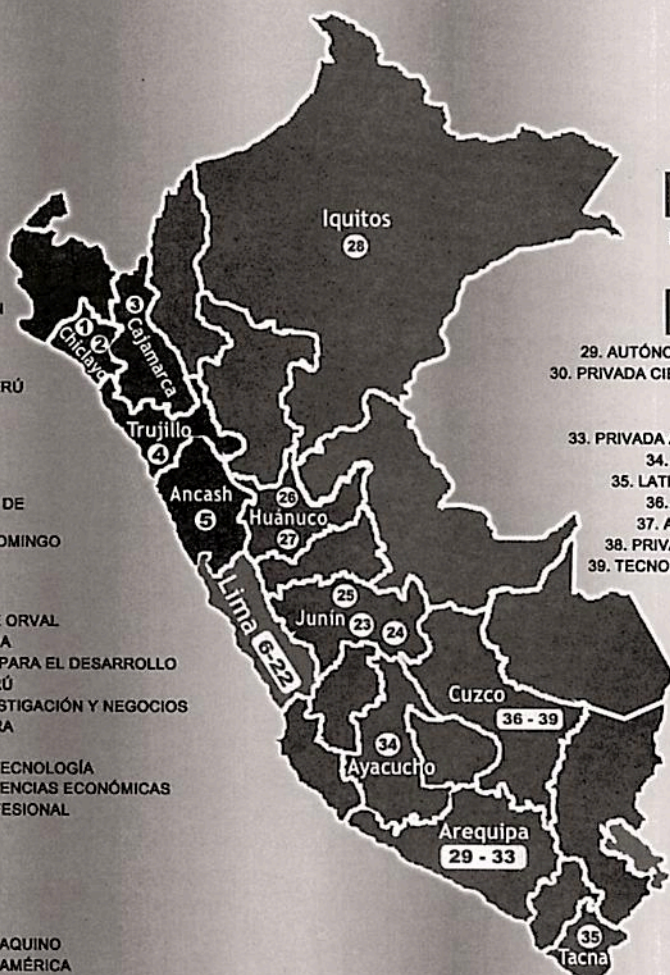 Iquitos
28
3
Cajamarca
1
2
Chiclayo
RÚ
29. AUTÓNO
30. PRIVADA CIE
Trujillo
4
33. PRIVADA
34.
35. LATI
36.
37. A
38. PRIVA
39. TECNO
Ancash
5
26
Huánuco
27
DE
OMINGO
Lima 6-22
25
Junín 23 24
E ORVAL
A
PARA EL DESARROLLO
RÚ
STIGACIÓN Y NEGOCIOS
RA
Cuzco
36 - 39
34
Ayacucho
ECNOLOGÍA
ENCIAS ECONÓMICAS
ESIONAL
Arequipa
29 - 33
35
Tacna
AQUINO
AMÉRICA